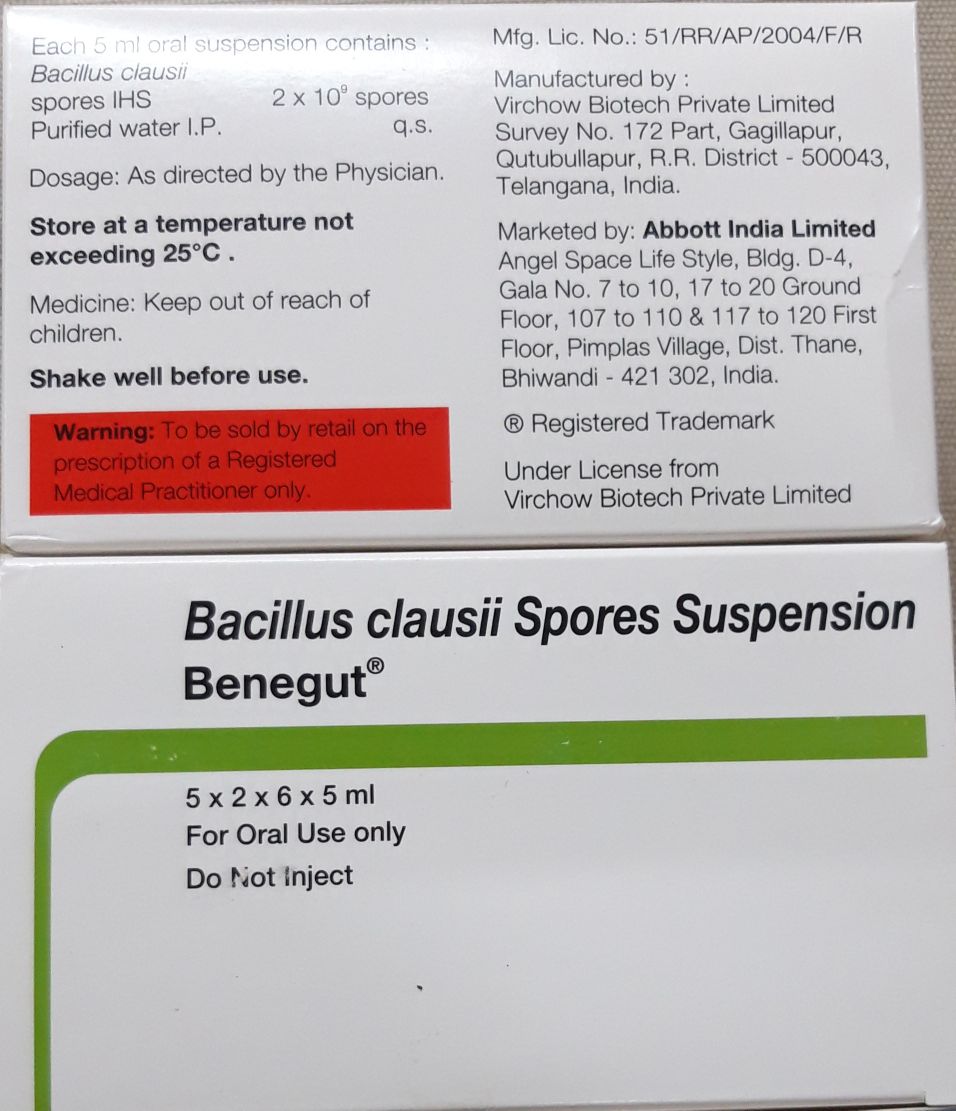 Each 5 ml oral suspension contains :
Bacillus clausii
spores IHS 2 x 10⁹ spores
Purified water I.P. q.s.
Dosage: As directed by the Physician.
Store at a temperature not
exceeding 25°C .
Medicine: Keep out of reach of
children.
Shake well before use.
Warning: To be sold by retail on the
prescription of a Registered
Medical Practitioner only.
Mfg. Lic. No.: 51/RR/AP/2004/F/R
Manufactured by :
Virchow Biotech Private Limited
Survey No. 172 Part, Gagillapur,
Qutubullapur, R.R. District - 500043,
Telangana, India.
Marketed by: Abbott India Limited
Angel Space Life Style, Bldg. D-4,
Gala No. 7 to 10, 17 to 20 Ground
Floor, 107 to 110 & 117 to 120 First
Floor, Pimplas Village, Dist. Thane,
Bhiwandi - 421 302, India.
® Registered Trademark
Under License from
Virchow Biotech Private Limited
Bacillus clausii Spores Suspension
Benegut®
5 x 2 x 6 x 5 ml
For Oral Use only
Do Not Inject